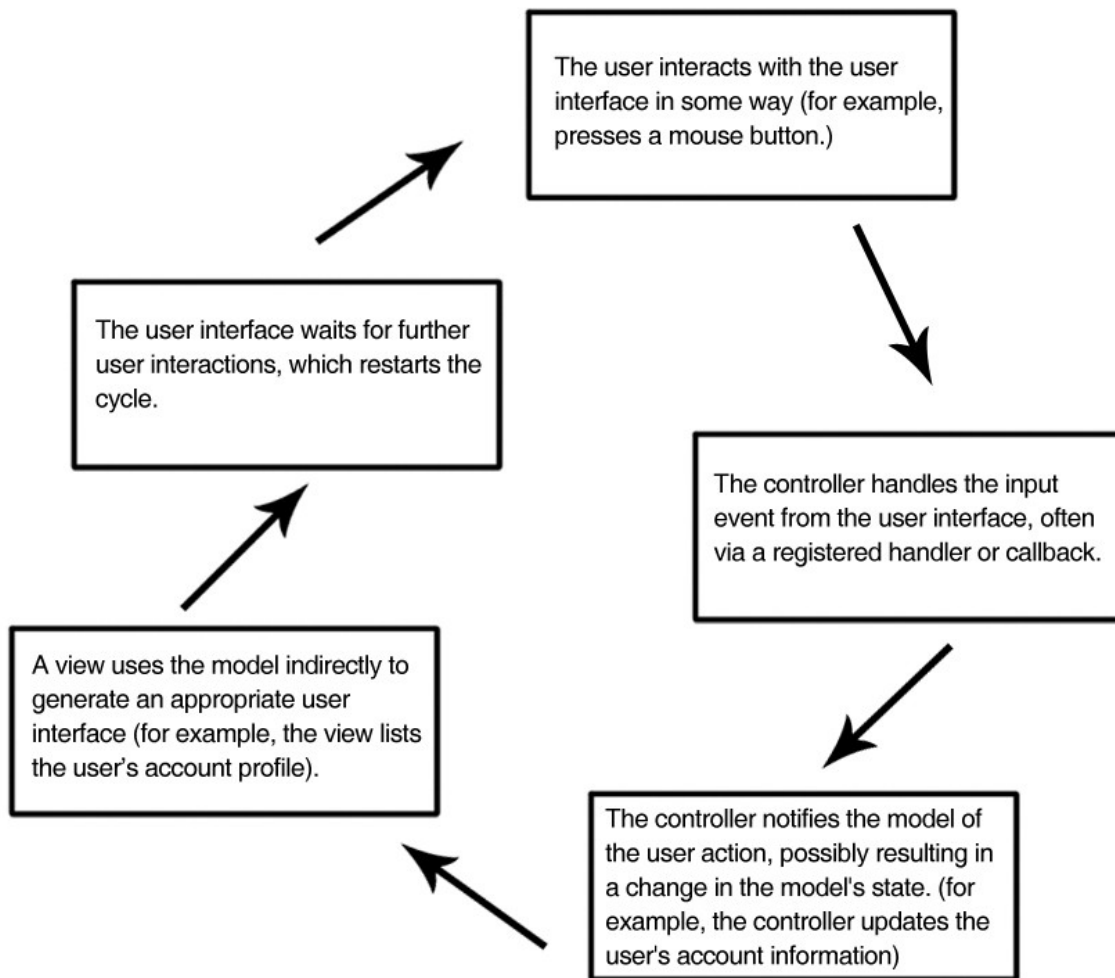 The user interacts with the user
interface in some way (for example,
presses a mouse button.)
The controller handles the input
event from the user interface, often
via a registered handler or callback.
The controller notifies the model of
the user action, possibly resulting in
a change in the model's state. (for
example, the controller updates the
user's account information)
A view uses the model indirectly to
generate an appropriate user
interface (for example, the view lists
the user’s account profile).
The user interface waits for further
user interactions, which restarts the
cycle.